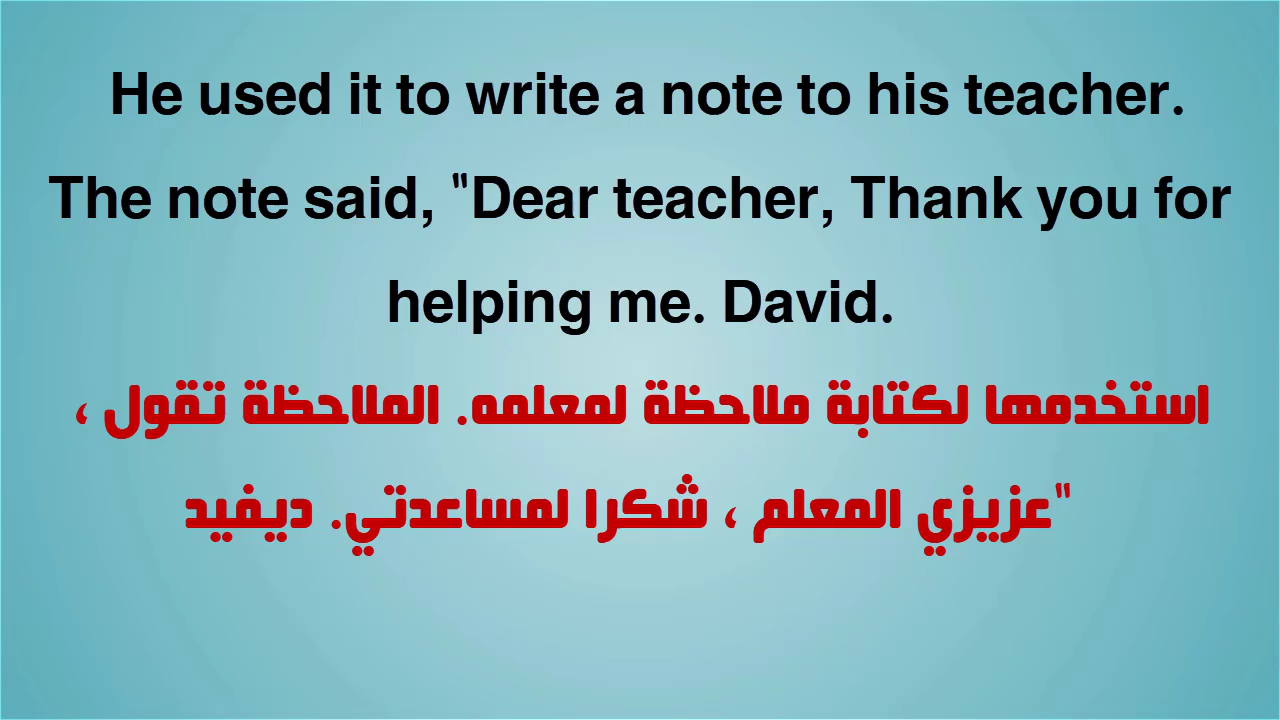 He used it to write a note to his teacher.
The note said, "Dear teacher, Thank you for
helping me. David.
استخدمها لكتابة ملاحظة لمعلمه. الملاحظة تقول ،
"عزيزي المعلم ، شكرا لمساعدتي. ديفيد